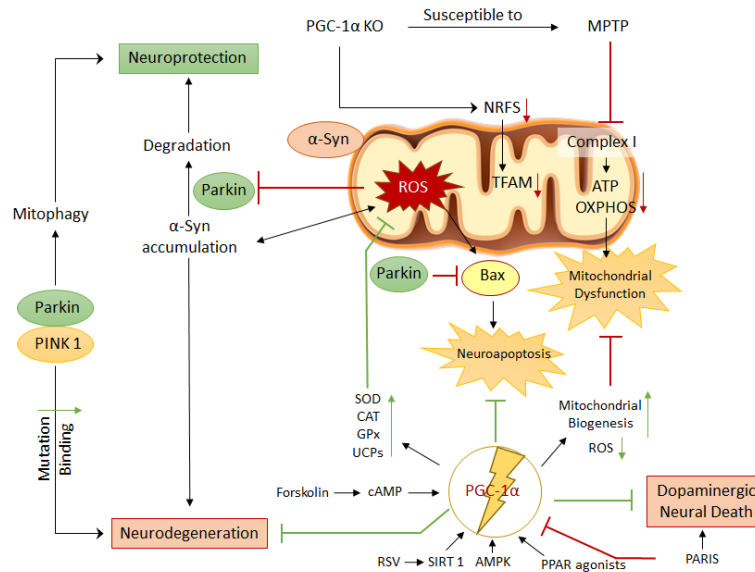 PGC-1α KO
Susceptible to
MPTP
Neuroprotection
NRFS
α-Syn
Complex I
Degradation
ROS
TFAM
ATP
OXPHOS
Parkin
Mitophagy
α-Syn
accumulation
Parkin
Bax
Mitochondrial
Dysfunction
Parkin
PINK 1
Neuroapoptosis
SOD
CAT
GPx
UCPs
Mitochondrial
Biogenesis
ROS
Mutation
Binding
Forskolin
cAMP
PGC-1α
Dopaminergic
Neural Death
Neurodegeneration
RSV
SIRT 1
AMPK
PPAR agonists
PARIS